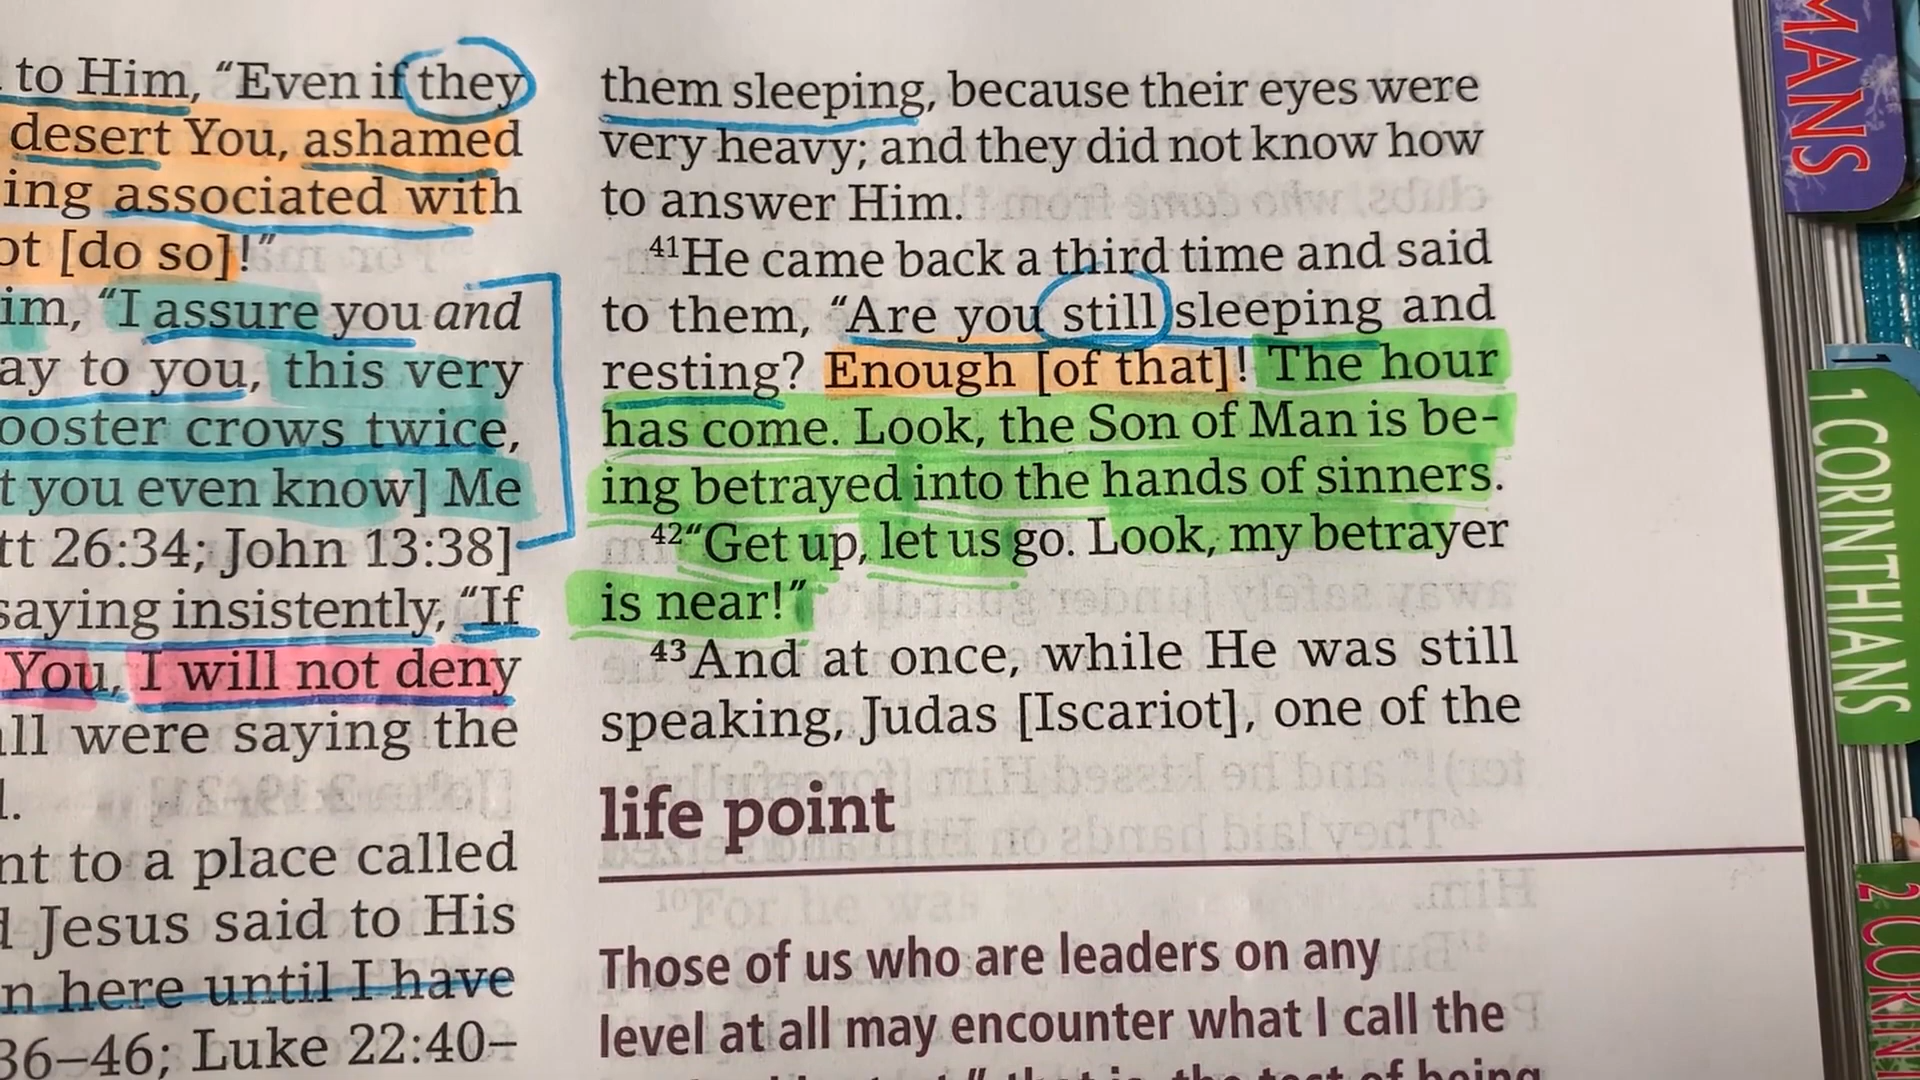 to Him, “Even if they
desert You, ashamed
ing associated with
[do so]!”
“I assure you and
to you, this very
crows twice,
you even know] Me
26:34; John 13:38]
saying insistently, “If
You, I will not deny
were saying the
to a place called
Jesus said to His
here until I have
36–46; Luke 22:40–
them sleeping, because their eyes were
very heavy; and they did not know how
to answer Him.
41He came back a third time and said
to them, “Are you still sleeping and
resting? Enough [of that]! The hour
has come. Look, the Son of Man is be-
ing betrayed into the hands of sinners.
42“Get up, let us go. Look, my betrayer
is near!”
43And at once, while He was still
speaking, Judas [Iscariot], one of the
life point
Those of us who are leaders on any
level at all may encounter what I call the
MANS
1 CORINTHIANS
2 CORIN